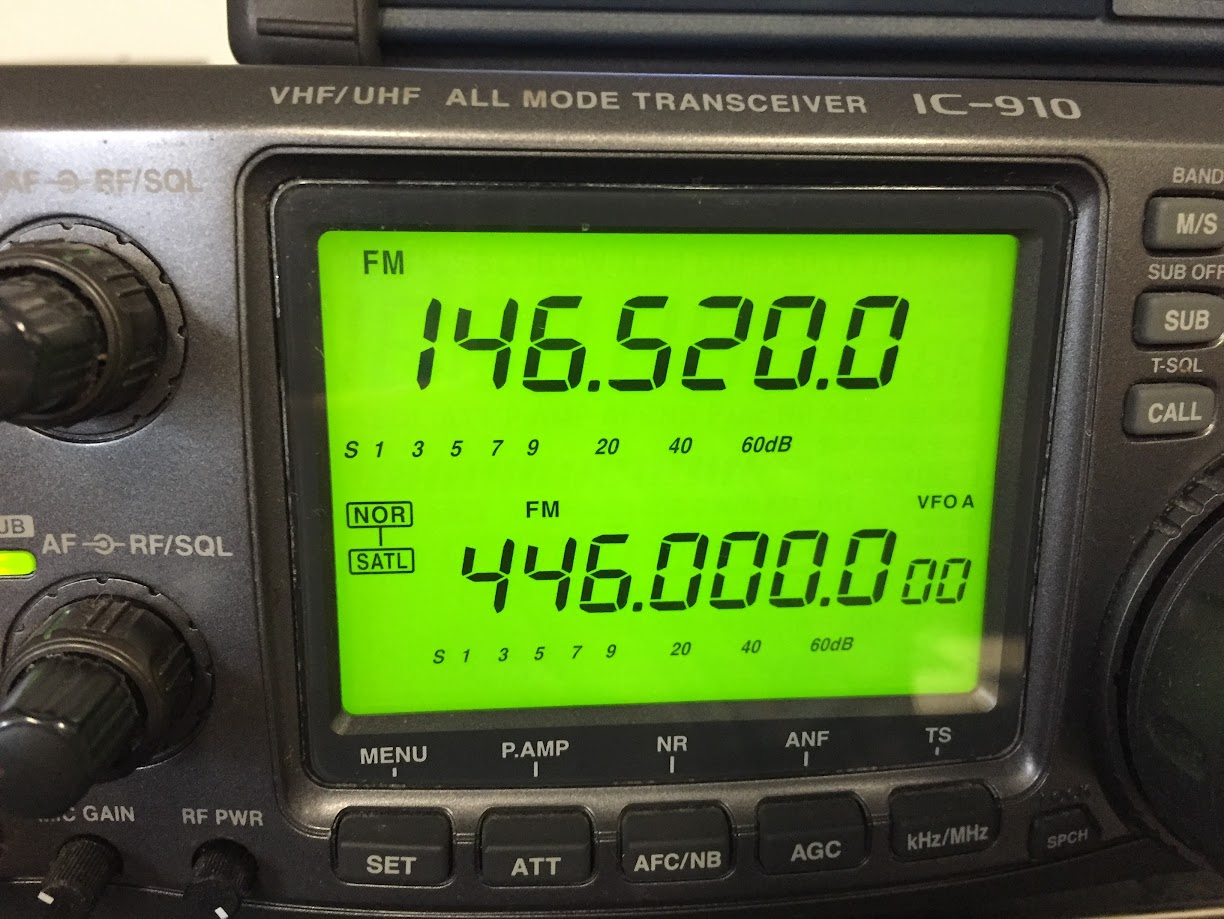 VHF/UHF ALL MODE TRANSCEIVER IC-910
AF RF/SQL
BAND
M/S
SUB OFF
SUB
T-SQL
CALL
FM
146.520.0
S 1 3 5 7 9 20 40 60dB
NOR
FM
VFO A
SATL
446.000.000
S 1 3 5 7 9 20 40 60dB
AF RF/SQL
MENU P.AMP NR ANF TS
GAIN RF PWR
SET ATT AFC/NB AGC kHz/MHz SPCH